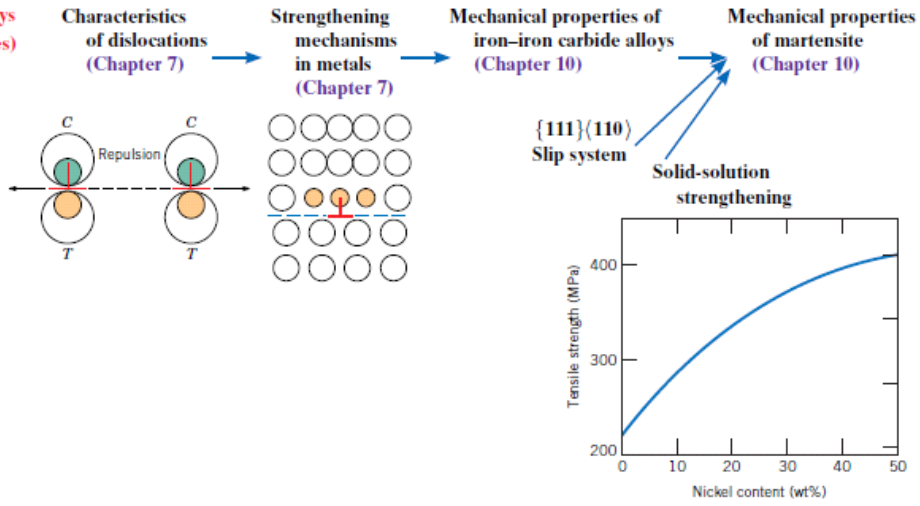 ys
es)
Characteristics
of dislocations
(Chapter 7)
Strengthening
mechanisms
in metals
(Chapter 7)
Mechanical properties of
iron–iron carbide alloys
(Chapter 10)
Mechanical properties
of martensite
(Chapter 10)
C
C
Repulsion
T
T
{111}⟨110⟩
Slip system
Solid-solution
strengthening
Tensile strength (MPa)
400
300
200
0 10 20 30 40 50
Nickel content (wt%)